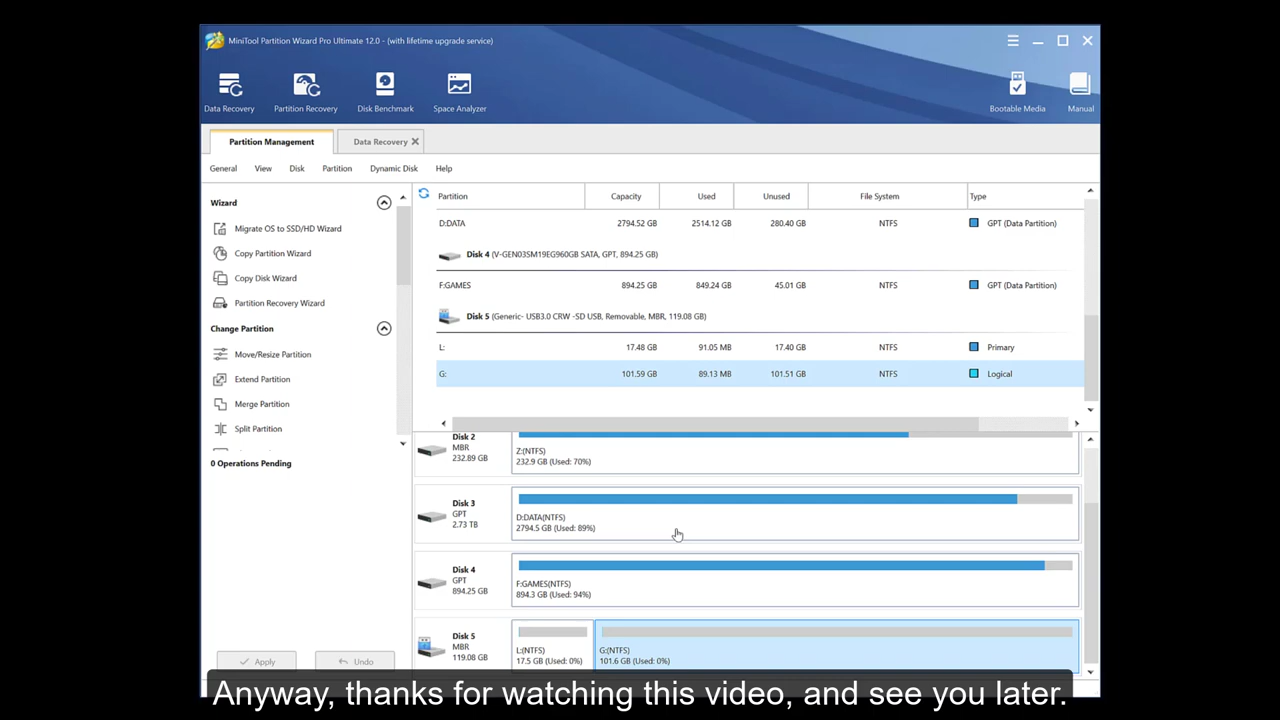 MiniTool Partition Wizard Pro Ultimate 12.0 - (with lifetime upgrade service)
Data Recovery Partition Recovery Disk Benchmark Space Analyzer Bootable Media Manual
Partition Management Data Recovery
General View Disk Partition Dynamic Disk Help
Wizard
Migrate OS to SSD/HD Wizard
Copy Partition Wizard
Copy Disk Wizard
Partition Recovery Wizard
Change Partition
Move/Resize Partition
Extend Partition
Merge Partition
Split Partition
0 Operations Pending
Apply Undo
Partition Capacity Used Unused File System Type
D:DATA 2794.52 GB 2514.12 GB 280.40 GB NTFS GPT (Data Partition)
Disk 4 (V-GEN03SM19EG960GB SATA, GPT, 894.25 GB)
F:GAMES 894.25 GB 849.24 GB 45.01 GB NTFS GPT (Data Partition)
Disk 5 (Generic- USB3.0 CRW -SD USB, Removable, MBR, 119.08 GB)
L: 17.48 GB 91.05 MB 17.40 GB NTFS Primary
G: 101.59 GB 89.13 MB 101.51 GB NTFS Logical
Disk 2
MBR
232.89 GB
Z:(NTFS)
232.9 GB (Used: 70%)
Disk 3
GPT
2.73 TB
D:DATA(NTFS)
2794.5 GB (Used: 89%)
Disk 4
GPT
894.25 GB
F:GAMES(NTFS)
894.3 GB (Used: 94%)
Disk 5
MBR
119.08 GB
L:(NTFS)
17.5 GB (Used: 0%)
G:(NTFS)
101.6 GB (Used: 0%)
Anyway, thanks for watching this video, and see you later.